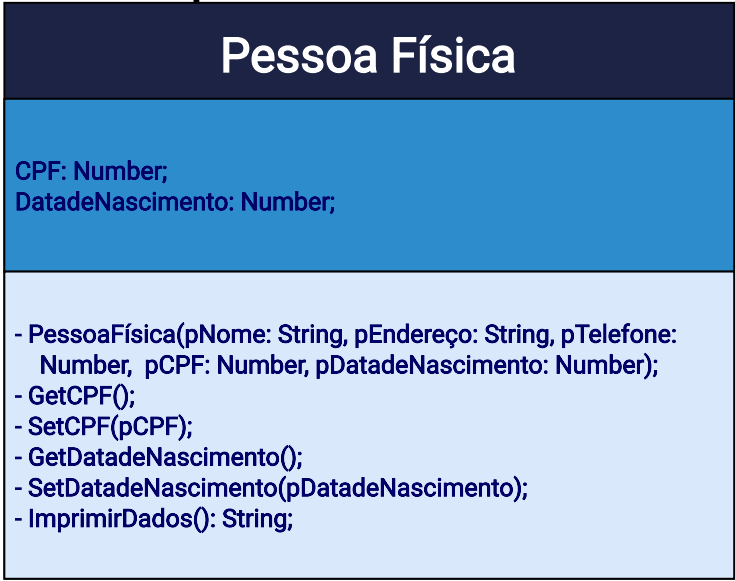 Pessoa Física
CPF: Number;
DatadeNascimento: Number;
- PessoaFísica(pNome: String, pEndereço: String, pTelefone:
Number, pCPF: Number, pDatadeNascimento: Number);
- GetCPF();
- SetCPF(pCPF);
- GetDatadeNascimento();
- SetDatadeNascimento(pDatadeNascimento);
- ImprimirDados(): String;